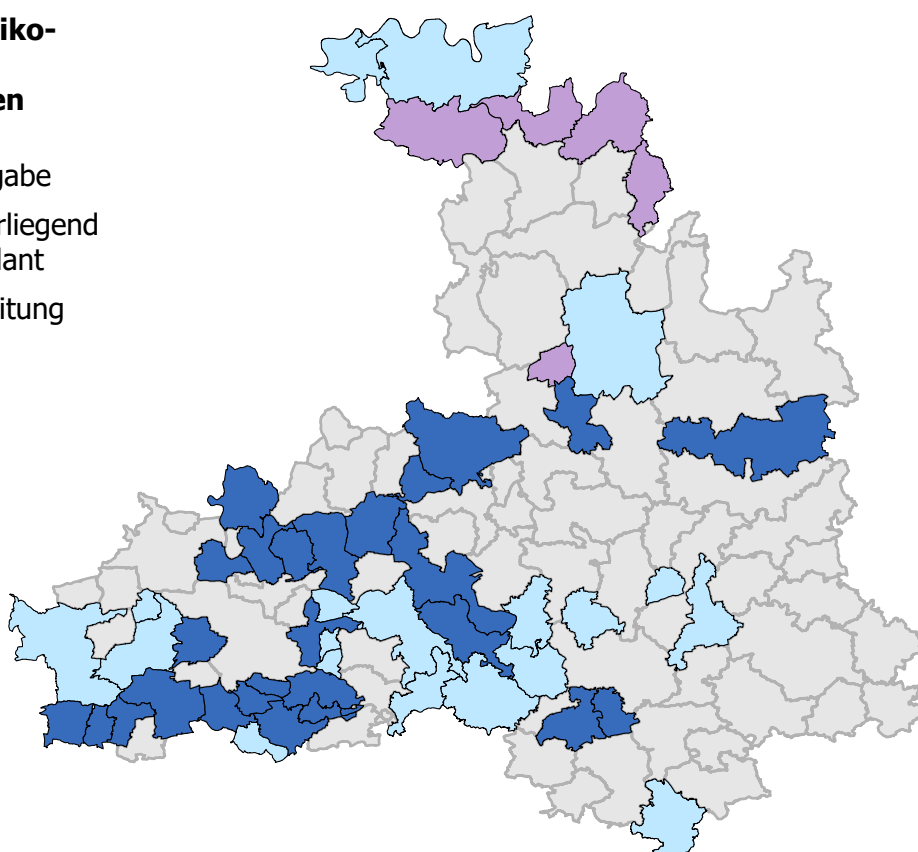 iko-
en
gabe
rliegend
lant
itung